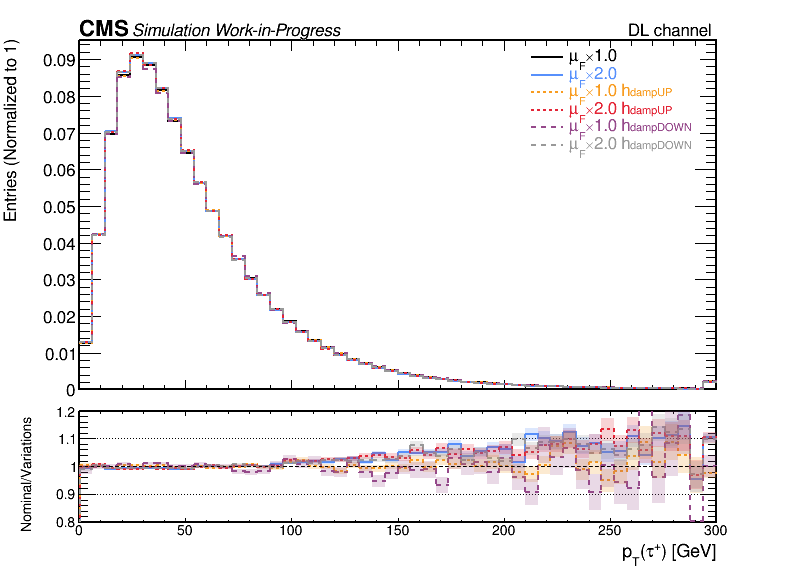 CMS Simulation Work-in-Progress DL channel
Entries (Normalized to 1)
0.09
0.08
0.07
0.06
0.05
0.04
0.03
0.02
0.01
0
μF×1.0
μF×2.0
μF×1.0 hdampUP
μF×2.0 hdampUP
μF×1.0 hdampDOWN
μF×2.0 hdampDOWN
Nominal/Variations
1.2
1.1
1
0.9
0.8
0 50 100 150 200 250 300
pT(τ+) [GeV]